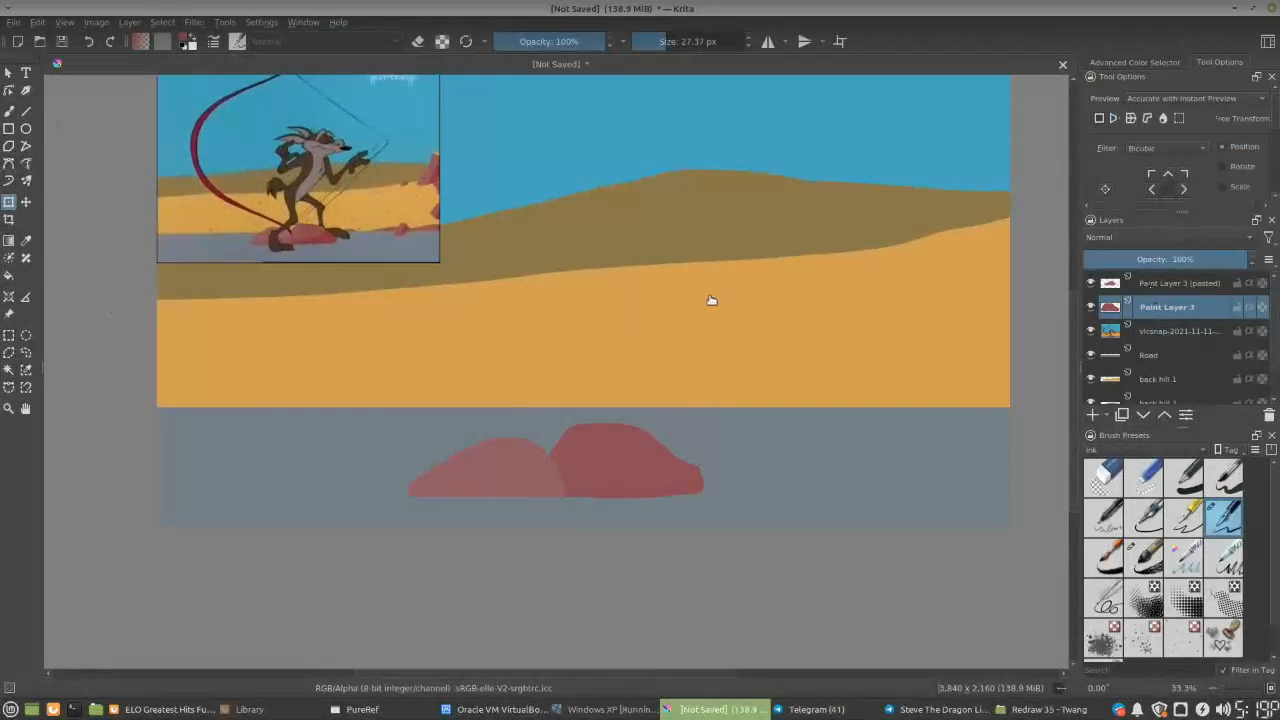 [Not Saved] (138.9 MiB) * — Krita
File Edit View Image Layer Select Filter Tools Settings Window Help
Normal
Opacity: 100%
Size: 27.37 px
[Not Saved] *
Advanced Color Selector Tool Options
Tool Options
Preview Accurate with Instant Preview
Free Transform
Filter: Bicubic
Position
Rotate
Scale
Layers
Normal
Opacity: 100%
Paint Layer 3 (pasted)
Paint Layer 3
vlcsnap-2021-11-11-...
Road
back hill 1
Brush Presets
Ink
Tag
Search
Filter in Tag
RGB/Alpha (8-bit integer/channel) sRGB-elle-V2-srgbtrc.icc
3,840 x 2,160 (138.9 MiB)
0.00°
33.3%
ELO Greatest Hits Fu...
Library
PureRef
Oracle VM VirtualBo...
Windows XP [Runnin...
[Not Saved] (138.9 ...
Telegram (41)
Steve The Dragon Li...
Redraw 35 - Twang